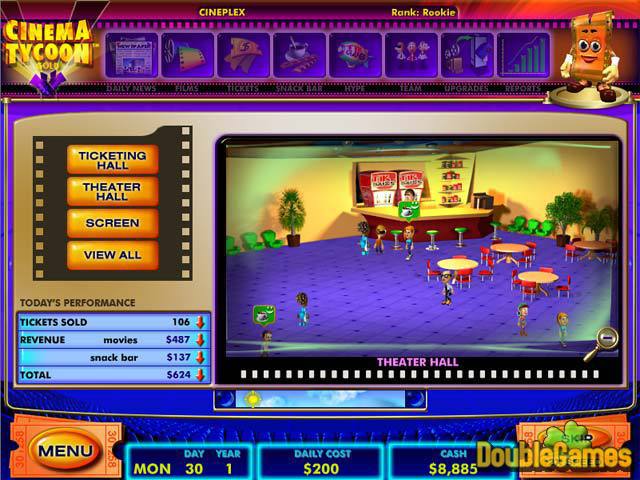 CINEPLEX
Rank: Rookie
CINEMA
TYCOON™
GOLD
DAILY NEWS
FILMS
TICKETS
SNACK BAR
HYPE
TEAM
UPGRADES
REPORTS
TICKETING
HALL
THEATER
HALL
SCREEN
VIEW ALL
TODAY'S PERFORMANCE
TICKETS SOLD 106
REVENUE movies $487
snack bar $137
TOTAL $624
THEATER HALL
MENU
DAY YEAR
MON 30 1
DAILY COST
$200
CASH
$8,885
SKIP
DoubleGames